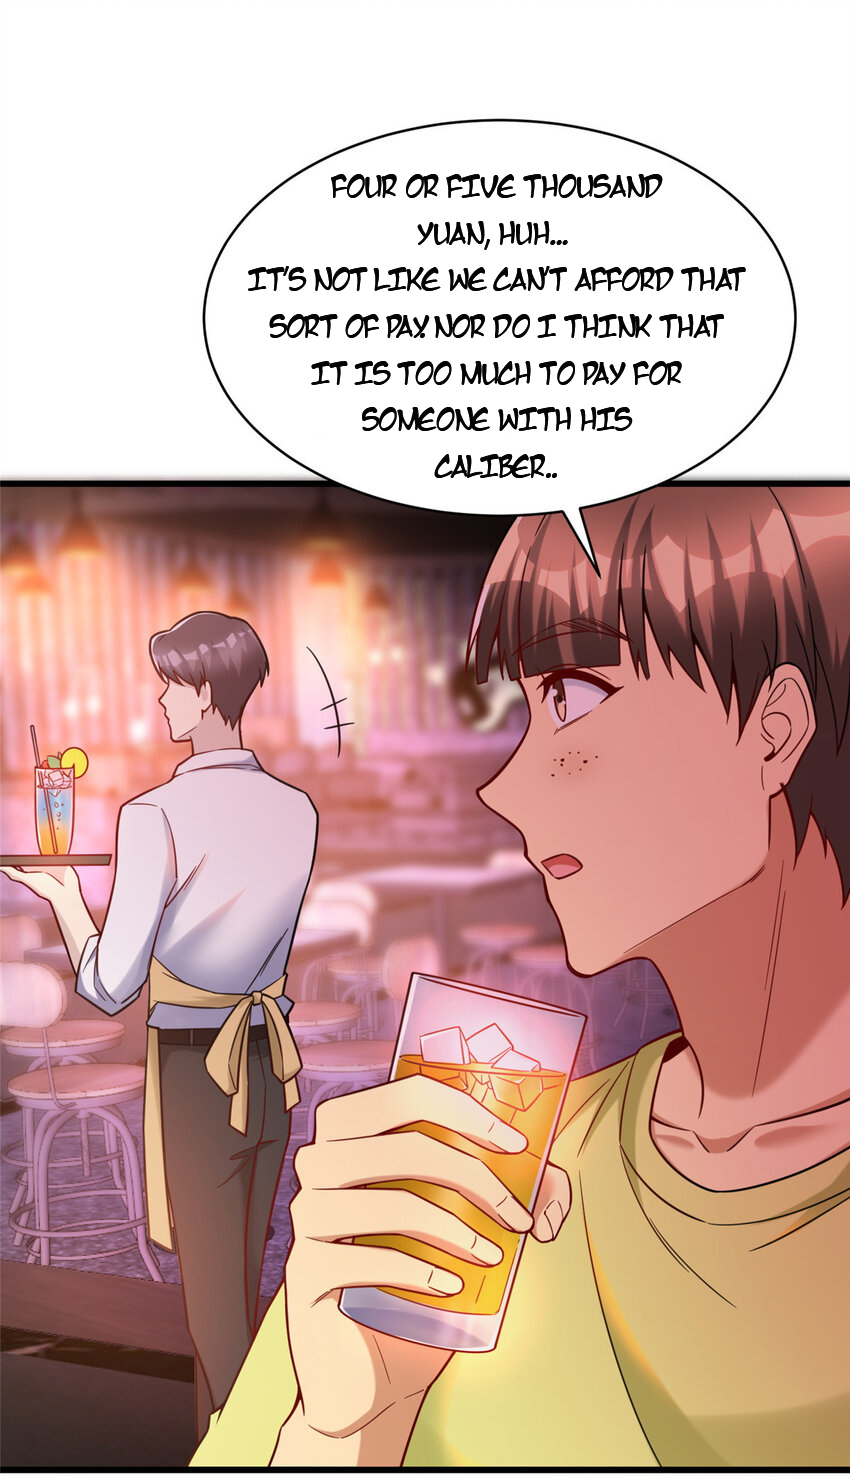 FOUR OR FIVE THOUSAND
YUAN, HUH...
IT'S NOT LIKE WE CAN'T AFFORD THAT
SORT OF PAY. NOR DO I THINK THAT
IT IS TOO MUCH TO PAY FOR
SOMEONE WITH HIS
CALIBER..